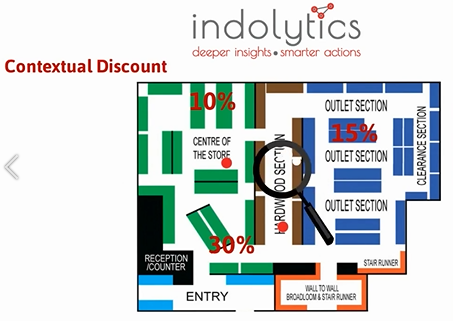 indolytics
deeper insights • smarter actions
Contextual Discount
10%
OUTLET SECTION
15%
CENTRE OF
THE STORE
HARDWOOD SECTION
OUTLET SECTION
CLEARANCE SECTION
OUTLET SECTION
30%
RECEPTION
/COUNTER
STAIR RUNNER
ENTRY
WALL TO WALL
BROADLOOM & STAIR RUNNER